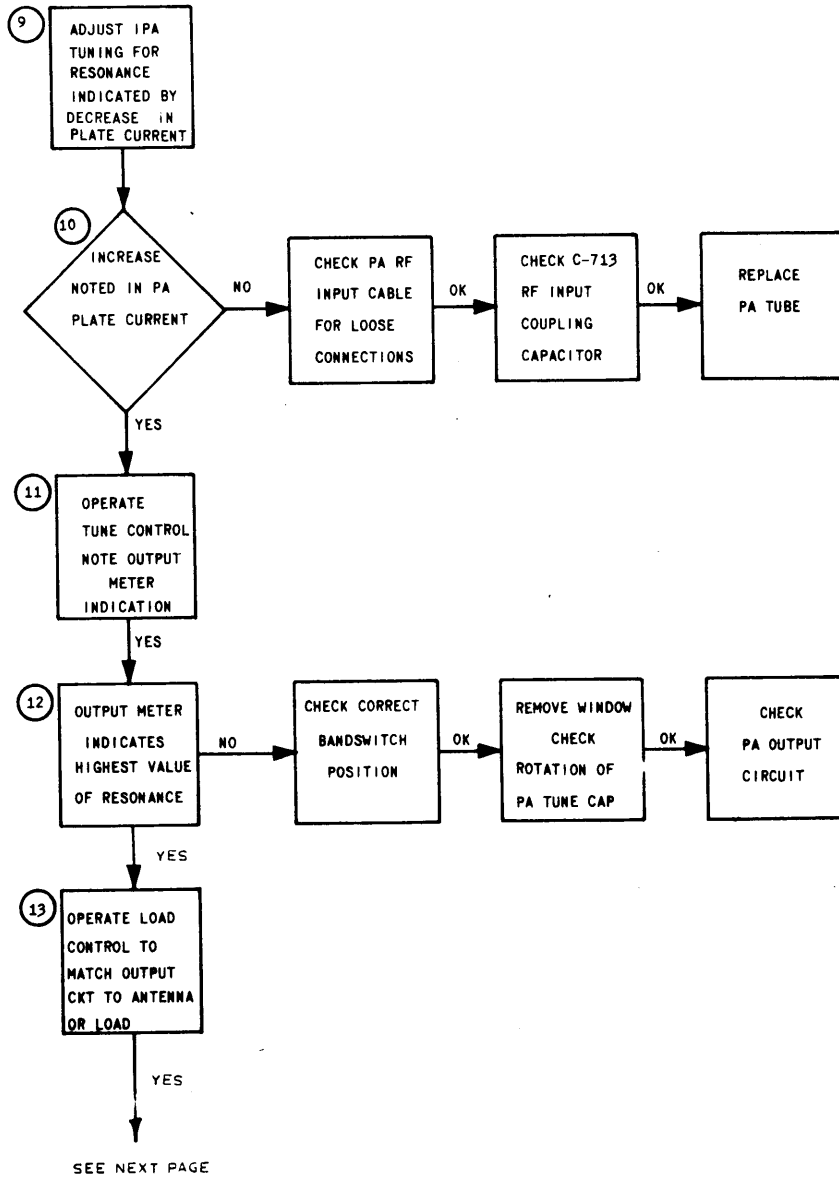 9
ADJUST IPA
TUNING FOR
RESONANCE
INDICATED BY
DECREASE IN
PLATE CURRENT
10
INCREASE
NOTED IN PA
PLATE CURRENT
NO
CHECK PA RF
INPUT CABLE
FOR LOOSE
CONNECTIONS
OK
CHECK C-713
RF INPUT
COUPLING
CAPACITOR
OK
REPLACE
PA TUBE
YES
11
OPERATE
TUNE CONTROL
NOTE OUTPUT
METER
INDICATION
YES
12
OUTPUT METER
INDICATES
HIGHEST VALUE
OF RESONANCE
NO
CHECK CORRECT
BANDSWITCH
POSITION
OK
REMOVE WINDOW
CHECK
ROTATION OF
PA TUNE CAP
OK
CHECK
PA OUTPUT
CIRCUIT
YES
13
OPERATE LOAD
CONTROL TO
MATCH OUTPUT
CKT TO ANTENNA
OR LOAD
YES
SEE NEXT PAGE